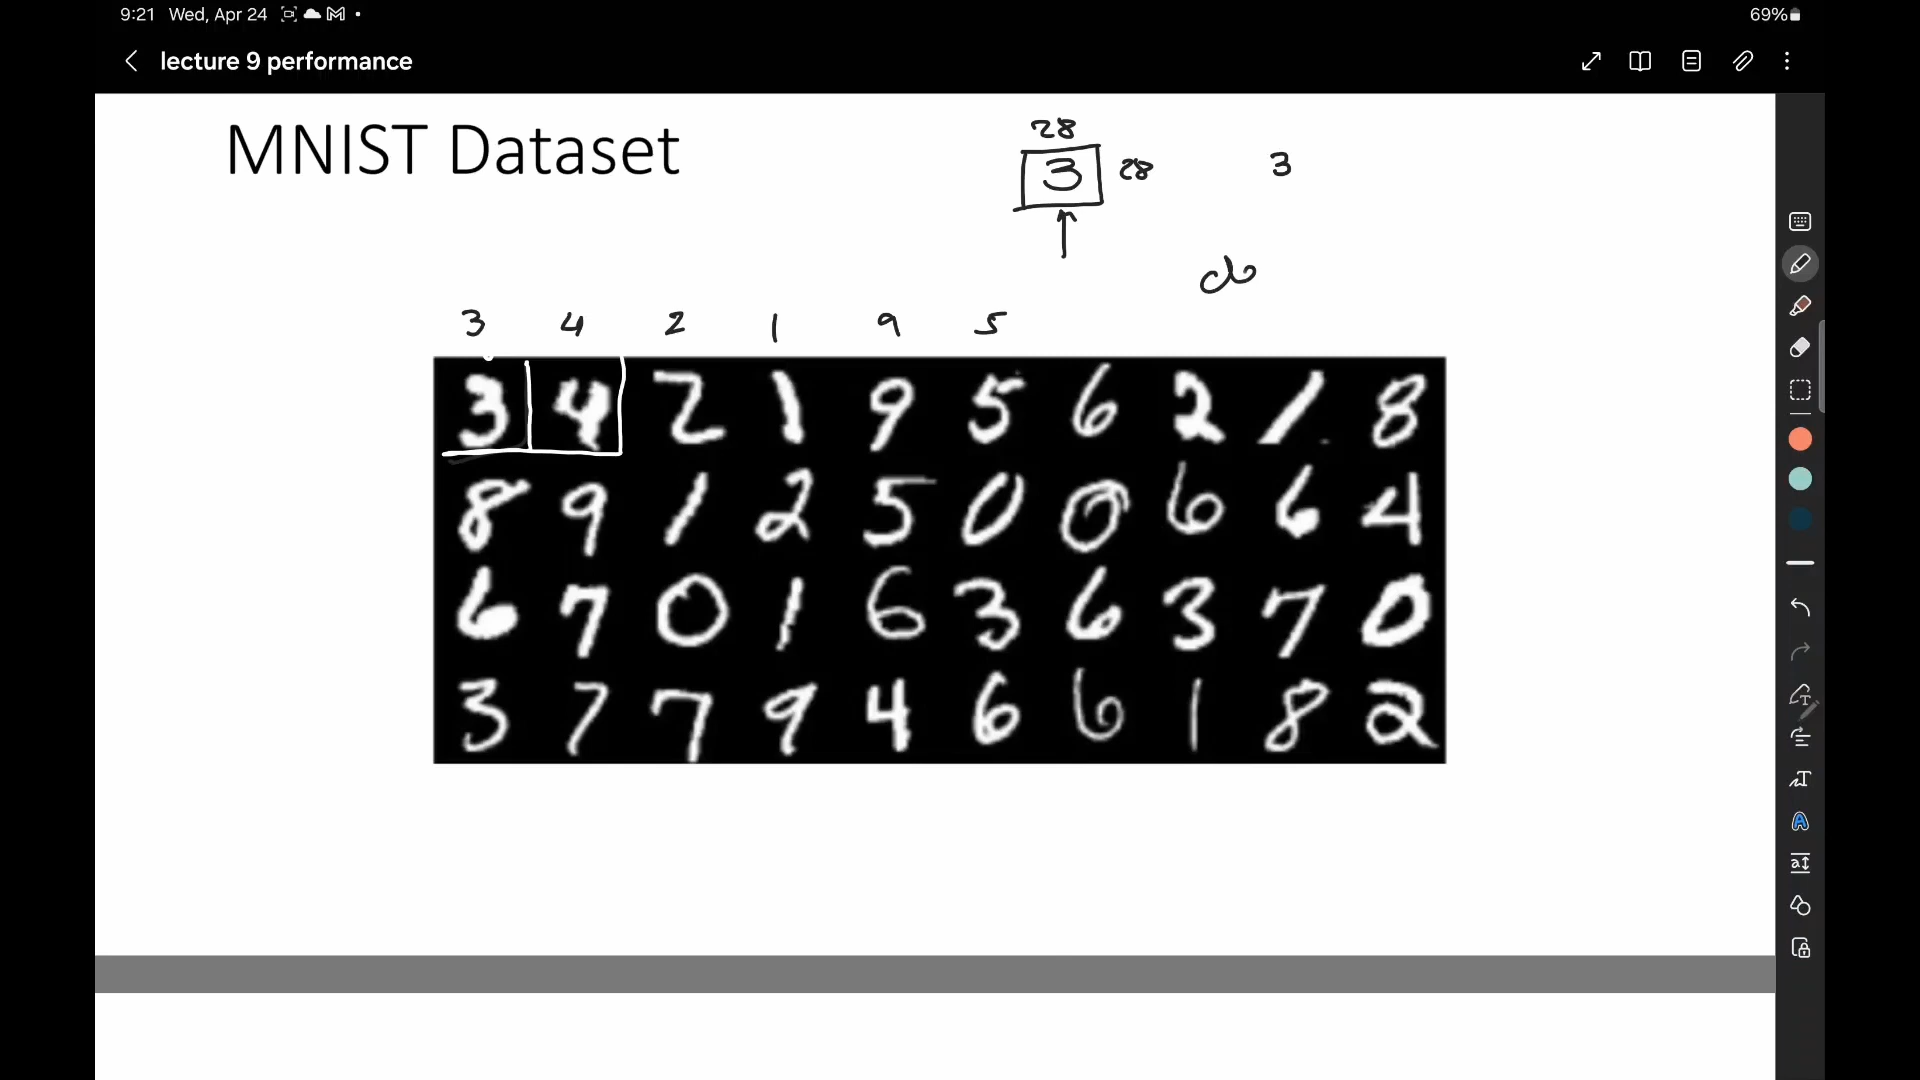 9:21 Wed, Apr 24
69%
lecture 9 performance
MNIST Dataset
28
3 28 3
3 4 2 1 9 5
3 4 2 1 9 5 6 2 1 8
8 9 1 2 5 0 0 6 6 4
6 7 0 1 6 3 6 3 7 0
3 7 7 9 4 6 6 1 8 2